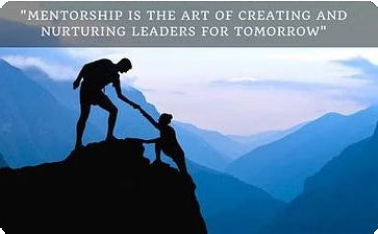 "MENTORSHIP IS THE ART OF CREATING AND
NURTURING LEADERS FOR TOMORROW"